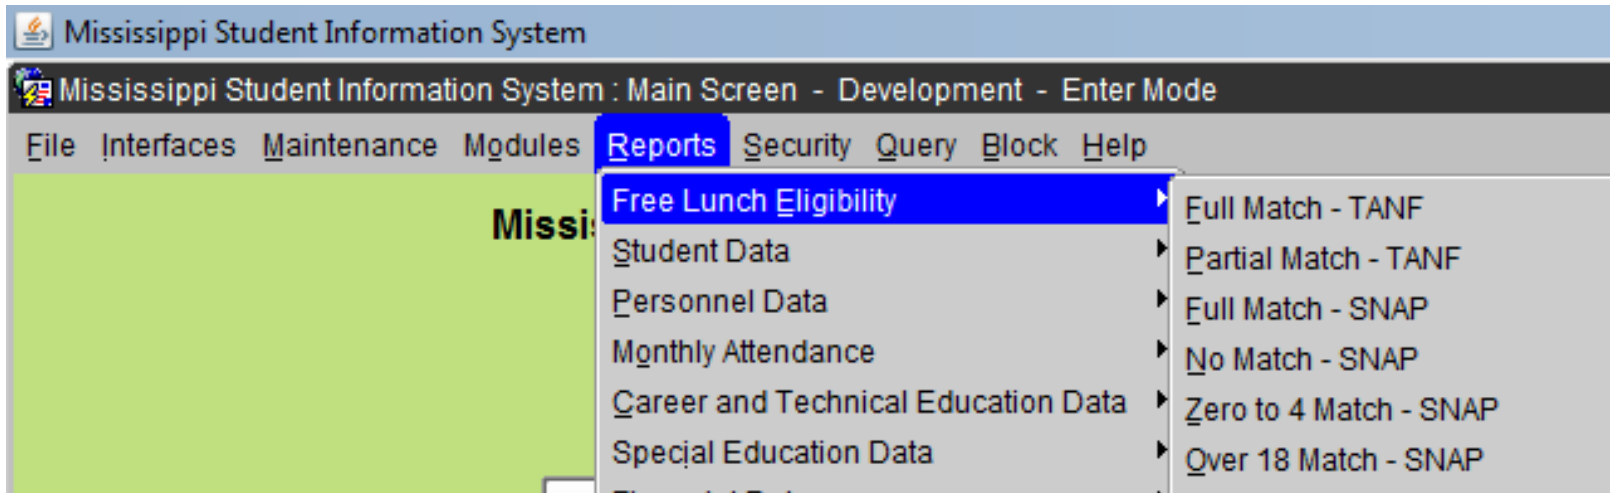 Mississippi Student Information System
Mississippi Student Information System : Main Screen - Development - Enter Mode
File Interfaces Maintenance Modules Reports Security Query Block Help
Missi
Free Lunch Eligibility
Student Data
Personnel Data
Monthly Attendance
Career and Technical Education Data
Special Education Data
Full Match - TANF
Partial Match - TANF
Full Match - SNAP
No Match - SNAP
Zero to 4 Match - SNAP
Over 18 Match - SNAP